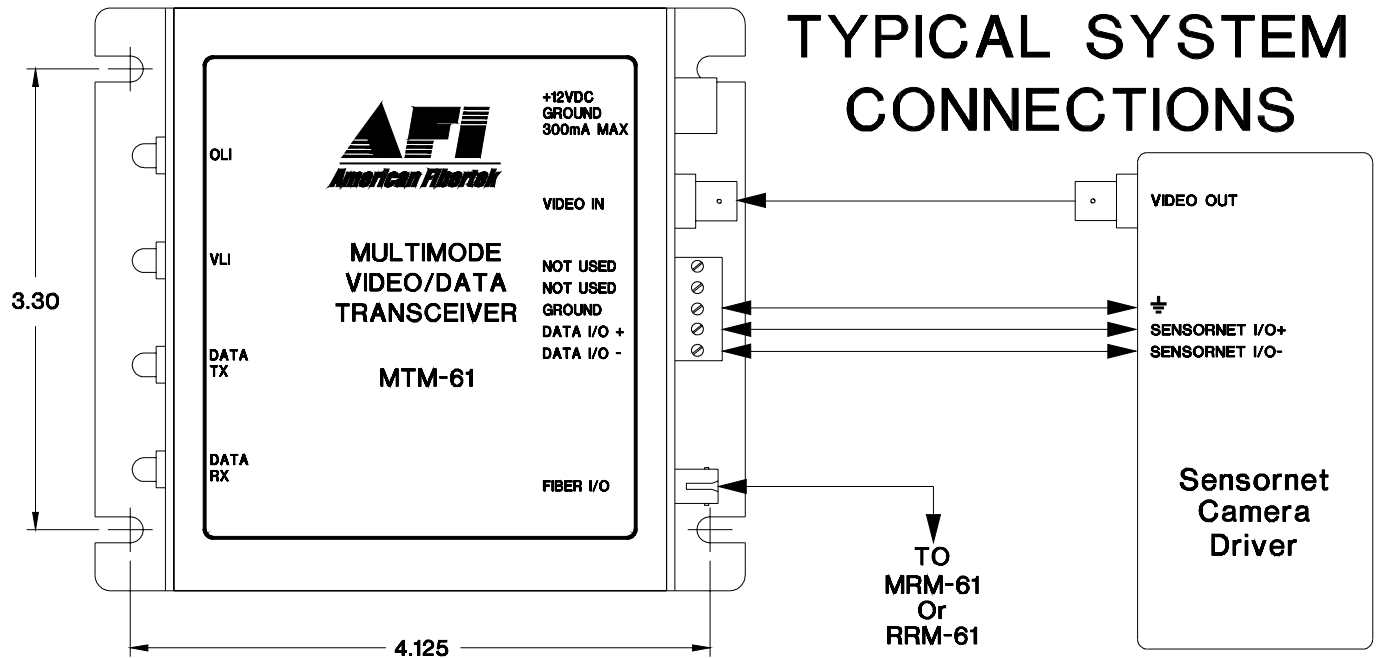 TYPICAL SYSTEM
CONNECTIONS
AFI
American Fibertek
MULTIMODE
VIDEO/DATA
TRANSCEIVER
MTM-61
OLI
VLI
DATA
TX
DATA
RX
+12VDC
GROUND
300mA MAX
VIDEO IN
NOT USED
NOT USED
GROUND
DATA I/O +
DATA I/O -
FIBER I/O
VIDEO OUT
SENSORNET I/O+
SENSORNET I/O-
Sensornet
Camera
Driver
TO
MRM-61
Or
RRM-61
3.30
4.125